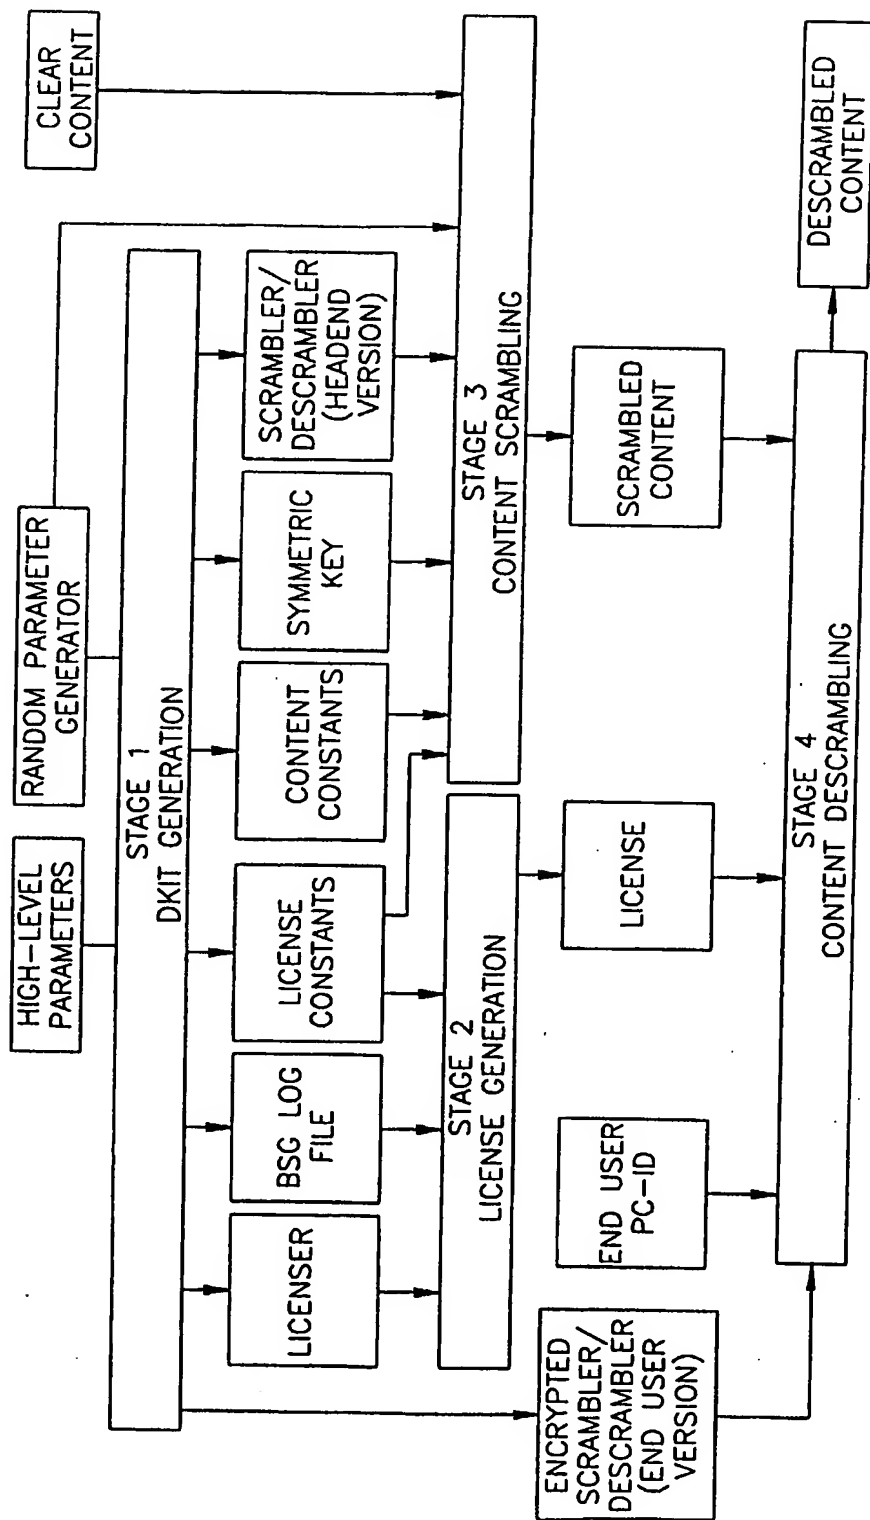 HIGH-LEVEL
PARAMETERS
RANDOM PARAMETER
GENERATOR
CLEAR
CONTENT
STAGE 1
DKIT GENERATION
LICENSER
BSG LOG
FILE
LICENSE
CONSTANTS
CONTENT
CONSTANTS
SYMMETRIC
KEY
SCRAMBLER/
DESCRAMBLER
(HEADEND
VERSION)
STAGE 2
LICENSE GENERATION
STAGE 3
CONTENT SCRAMBLING
ENCRYPTED
SCRAMBLER/
DESCRAMBLER
(END USER
VERSION)
END USER
PC-ID
LICENSE
SCRAMBLED
CONTENT
STAGE 4
CONTENT DESCRAMBLING
DESCRAMBLED
CONTENT